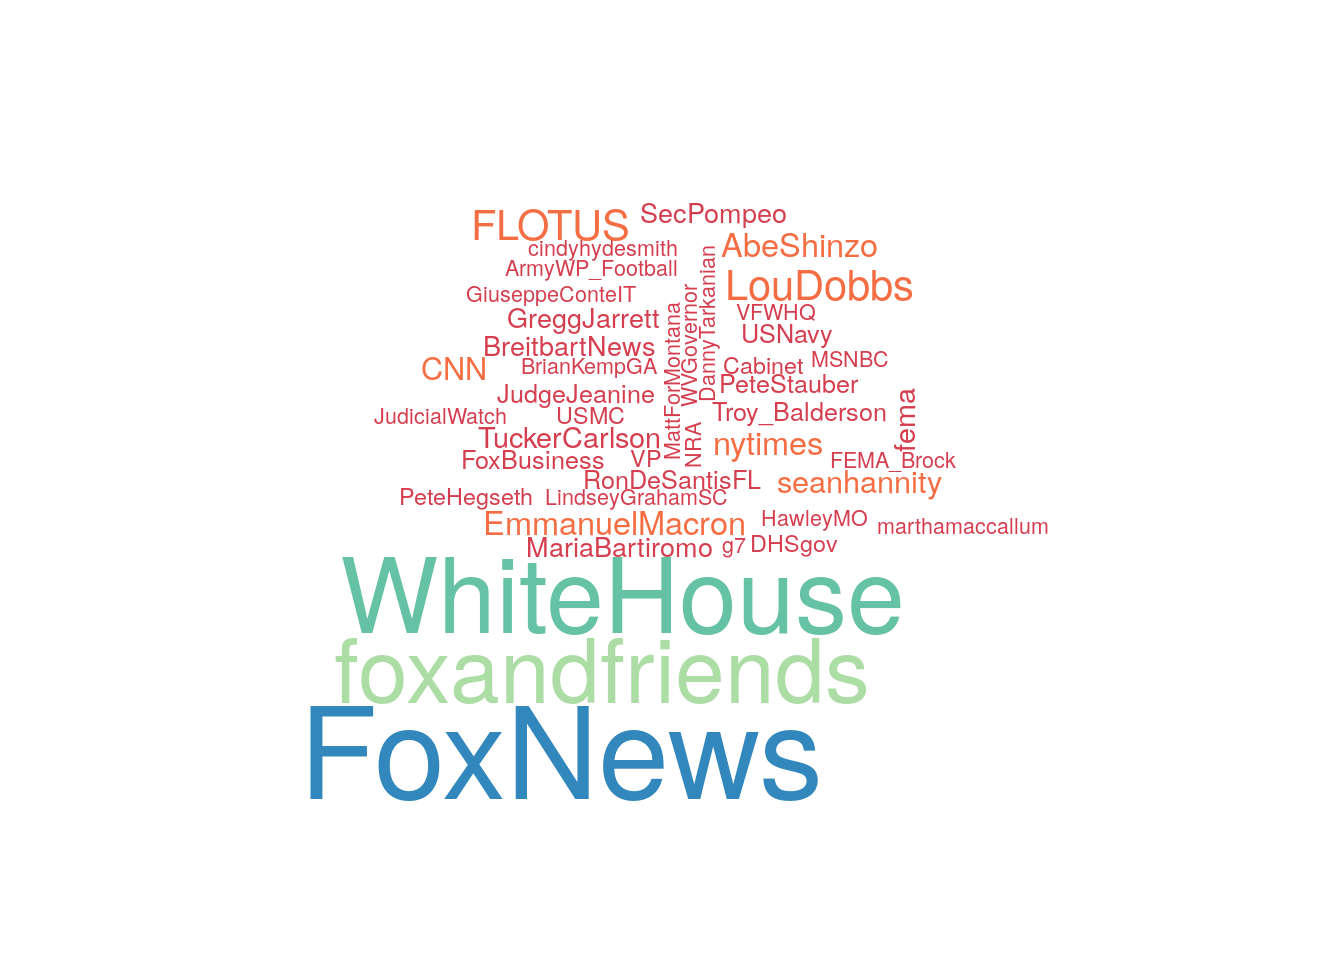 FLOTUS
SecPompeo
cindyhydesmith
AbeShinzo
ArmyWP_Football
LouDobbs
GiuseppeConteIT
GreggJarrett
VFWHQ
USNavy
BreitbartNews
MSNBC
CNN
BrianKempGA
Cabinet
MattForMontana
WVGovernor
DannyTarkanian
PeteStauber
JudgeJeanine
JudicialWatch
USMC
Troy_Balderson
fema
TuckerCarlson
NRA
nytimes
FoxBusiness
VP
FEMA_Brock
RonDeSantisFL
seanhannity
PeteHegseth
LindseyGrahamSC
EmmanuelMacron
HawleyMO
marthamaccallum
MariaBartiromo
g7
DHSgov
WhiteHouse
foxandfriends
FoxNews